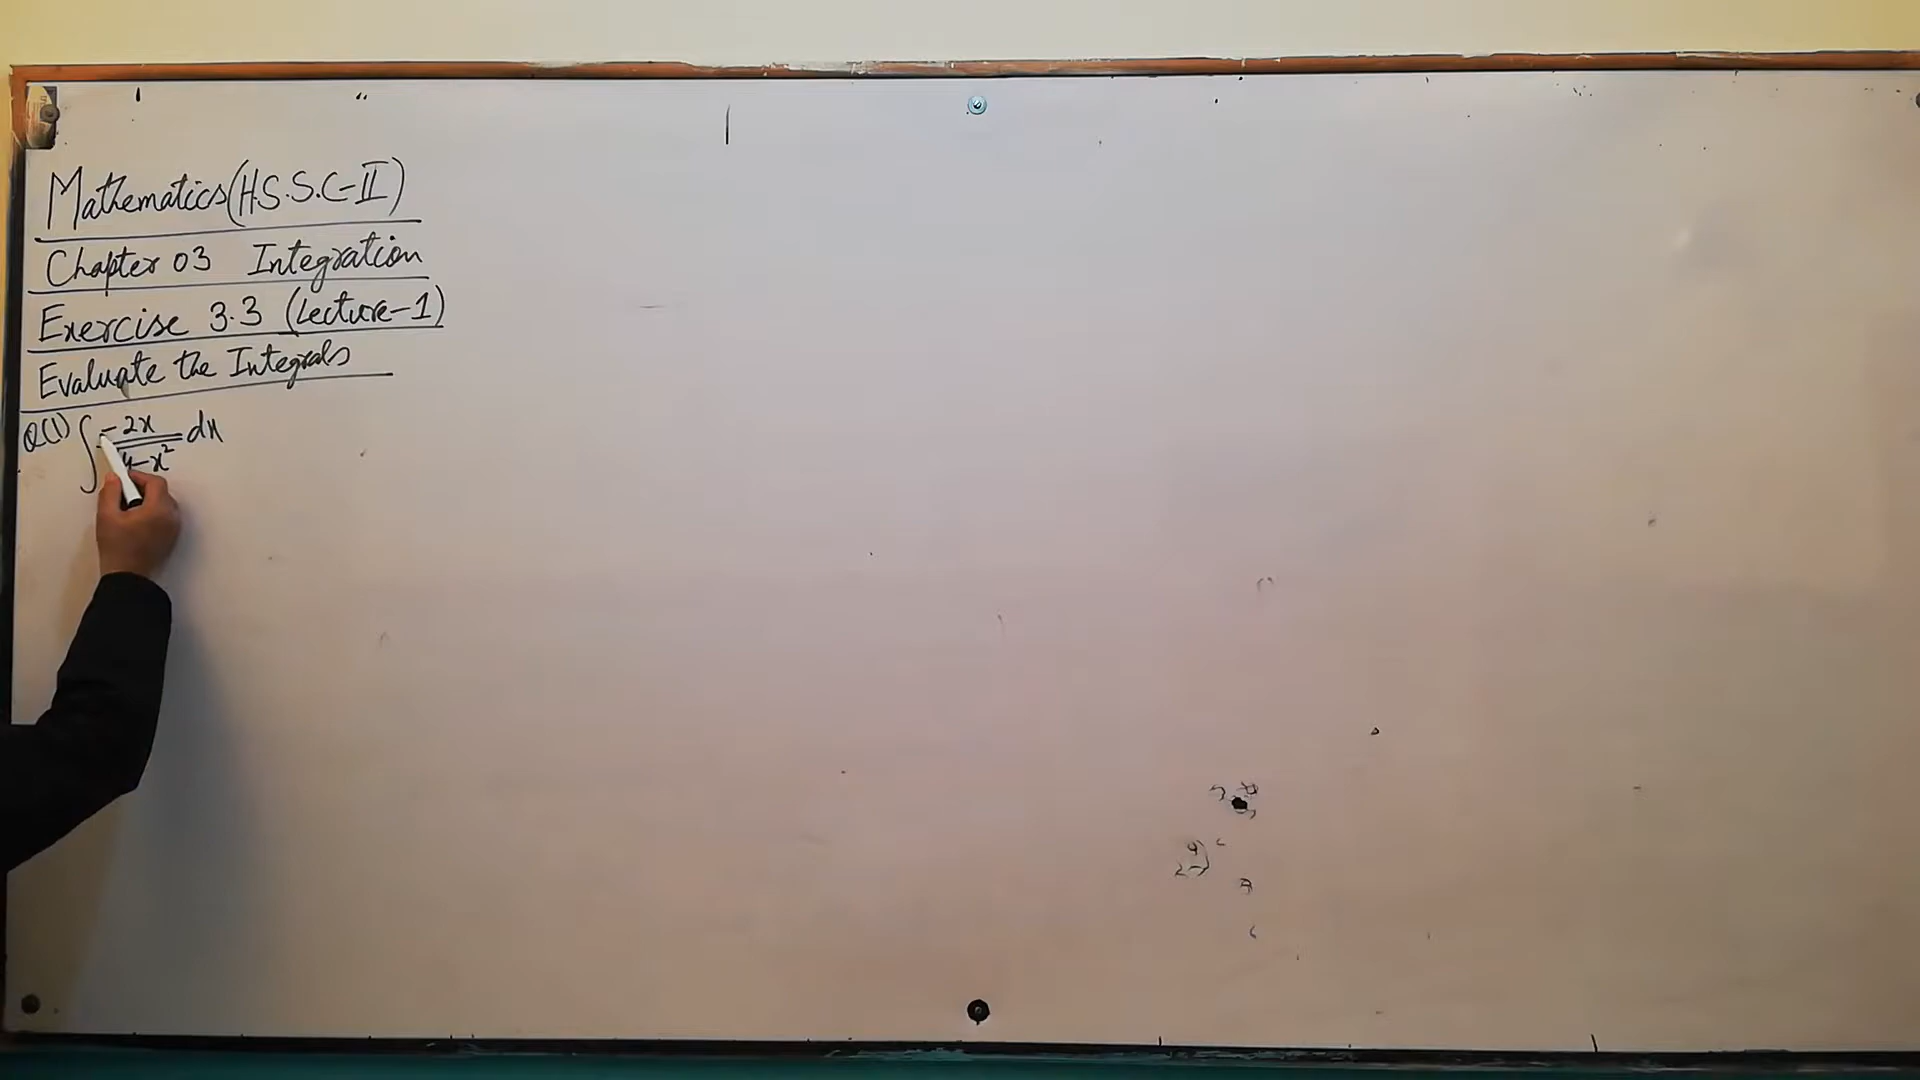 Mathematics (H.S.S.C-II)
Chapter 03 Integration
Exercise 3.3 (Lecture-1)
Evaluate the Integrals
Q(1) ∫ -2x / √4-x² dx